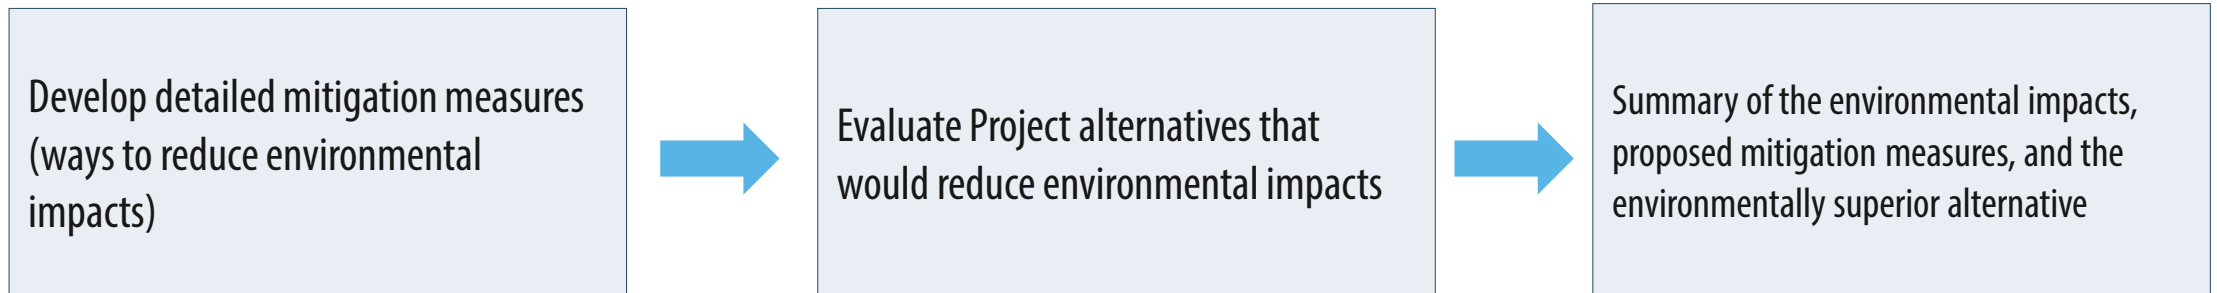 Develop detailed mitigation measures
(ways to reduce environmental
impacts)
Evaluate Project alternatives that
would reduce environmental impacts
Summary of the environmental impacts,
proposed mitigation measures, and the
environmentally superior alternative